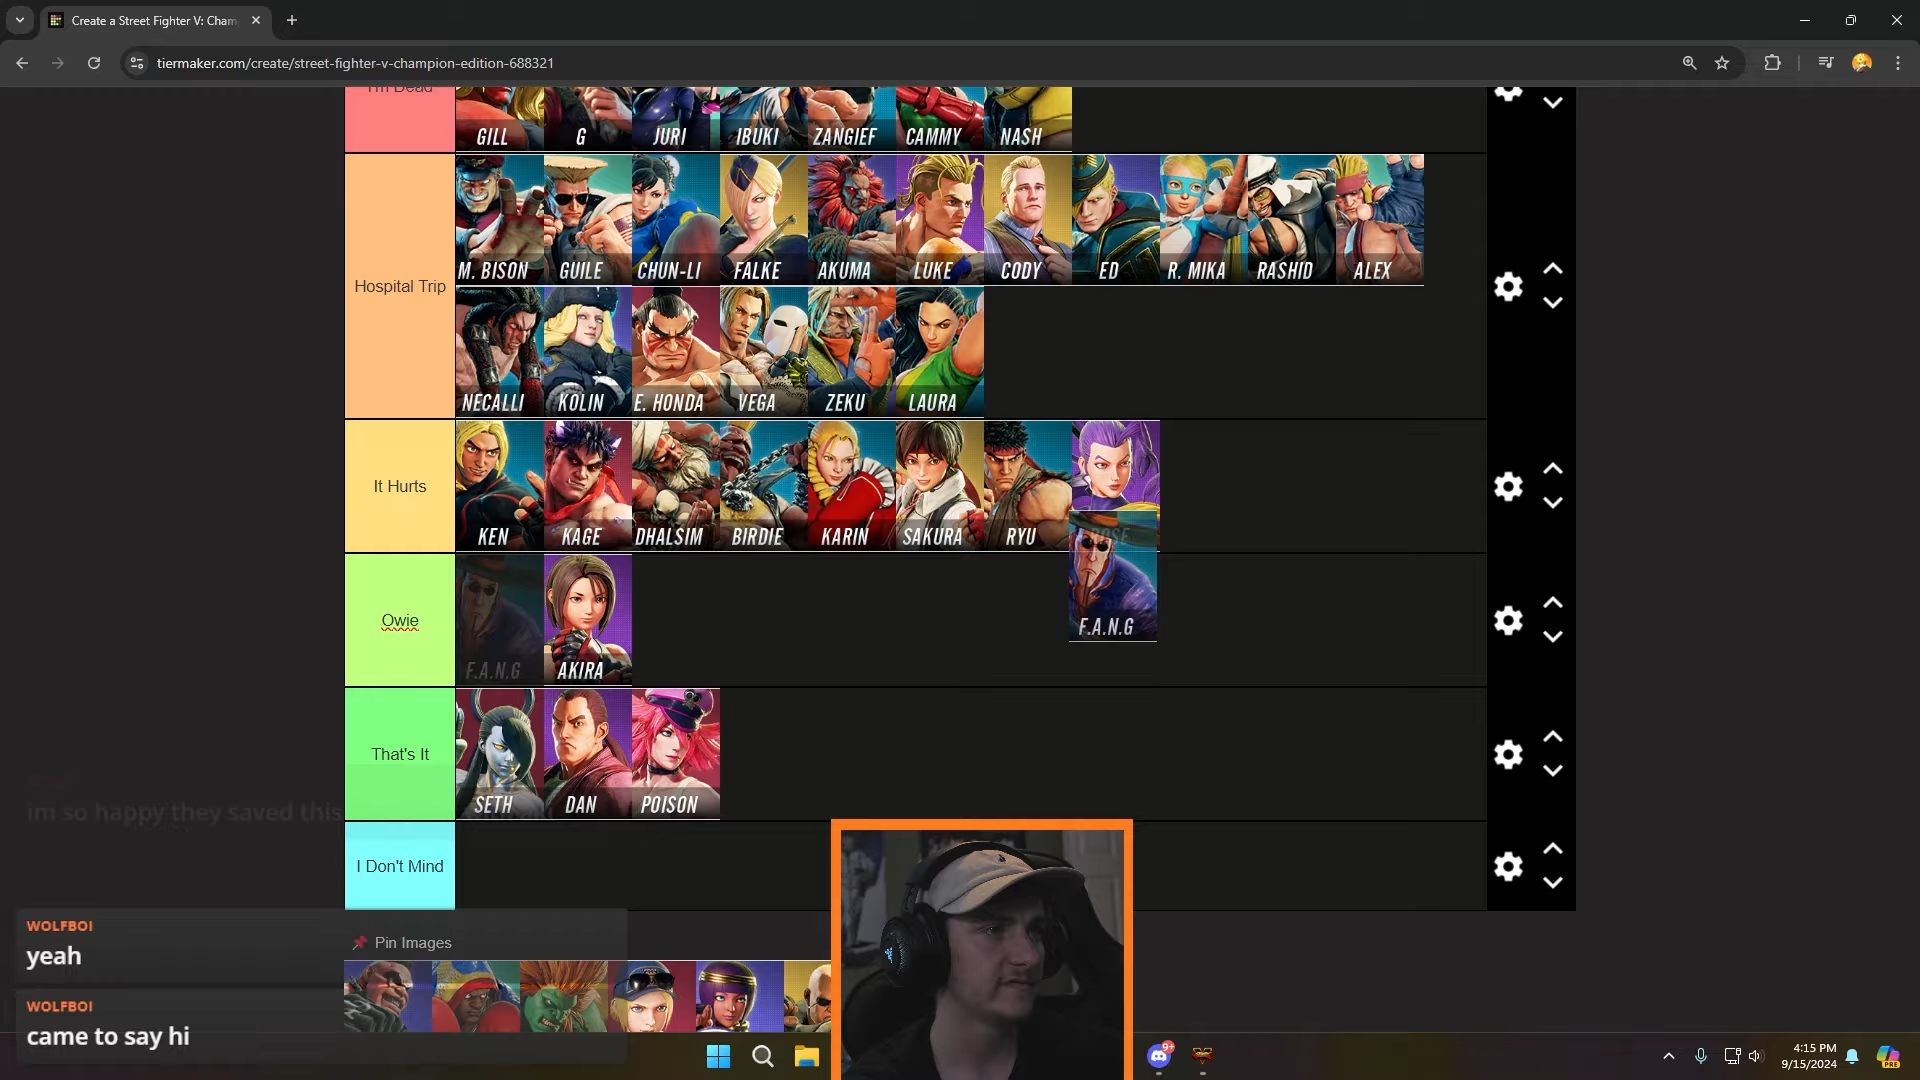 Create a Street Fighter V: Cham
tiermaker.com/create/street-fighter-v-champion-edition-688321
I'm Dead
GILL G JURI IBUKI ZANGIEF CAMMY NASH
Hospital Trip
M. BISON GUILE CHUN-LI FALKE AKUMA LUKE CODY ED R. MIKA RASHID ALEX
NECALLI KOLIN E. HONDA VEGA ZEKU LAURA
It Hurts
KEN KAGE DHALSIM BIRDIE KARIN SAKURA RYU ROSE
Owie
F.A.N.G AKIRA
F.A.N.G
That's It
SETH DAN POISON
I Don't Mind
im so happy they saved this
WOLFBOI
yeah
WOLFBOI
came to say hi
Pin Images
9+
4:15 PM
9/15/2024
PRE